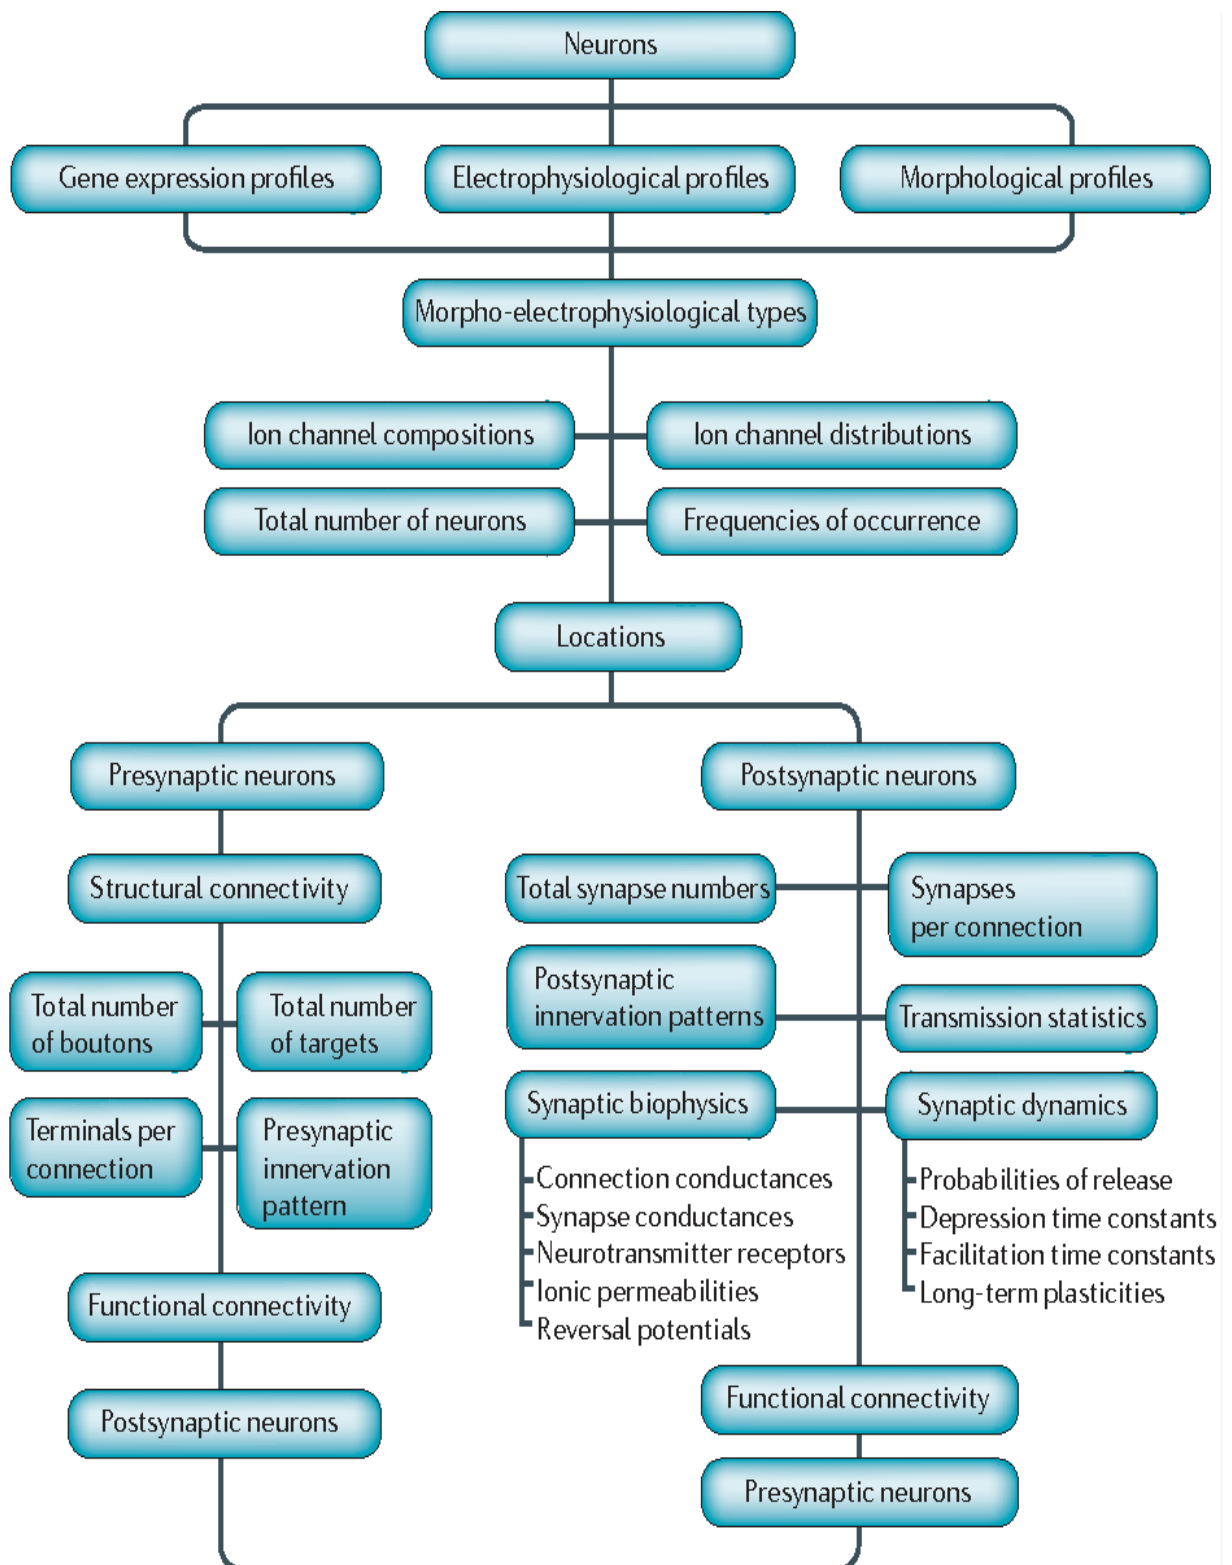 Neurons
Gene expression profiles
Electrophysiological profiles
Morphological profiles
Morpho-electrophysiological types
Ion channel compositions
Ion channel distributions
Total number of neurons
Frequencies of occurrence
Locations
Presynaptic neurons
Structural connectivity
Total number
of boutons
Total number
of targets
Terminals per
connection
Presynaptic
innervation
pattern
Functional connectivity
Postsynaptic neurons
Postsynaptic neurons
Total synapse numbers
Synapses
per connection
Postsynaptic
innervation patterns
Transmission statistics
Synaptic biophysics
Connection conductances
Synapse conductances
Neurotransmitter receptors
Ionic permeabilities
Reversal potentials
Synaptic dynamics
Probabilities of release
Depression time constants
Facilitation time constants
Long-term plasticities
Functional connectivity
Presynaptic neurons